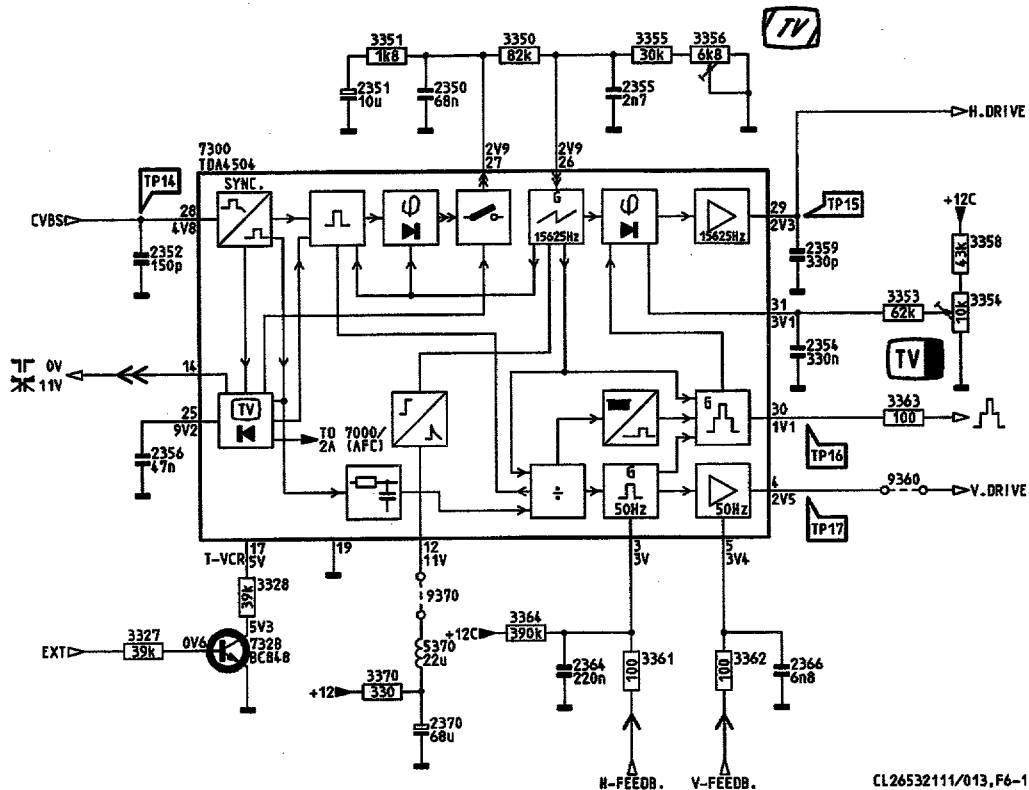 TV
3351
1k8
3350
82k
3355
30k
3356
6k8
2351
10u
2350
68n
2355
2n7
H.DRIVE
7300
TDA4504
2V9
27
2V9
26
TP14
SYNC.
CVBS
28
4V8
G
15625Hz
15625Hz
29
2V3
TP15
+12C
2352
150p
2359
330p
43k
3358
31
3V1
3353
62k
3354
10k
14
0V
11V
2354
330n
TV
25
9V2
TV
TO 7000/
2A (AFC)
G
30
1V1
3363
100
2356
47n
TP16
÷
G
50Hz
50Hz
4
2V5
9360
V.DRIVE
TP17
T-VCR
17
5V
19
12
11V
3
3V
5
3V4
39k
3328
9370
5V3
+12C
3364
390k
EXT
3327
39k
0V6
7328
BC848
5370
22u
2364
220n
100
3361
100
3362
2366
6n8
+12
3370
330
2370
68u
H-FEEDB.
V-FEEDB.
CL26532111/013,F6-1